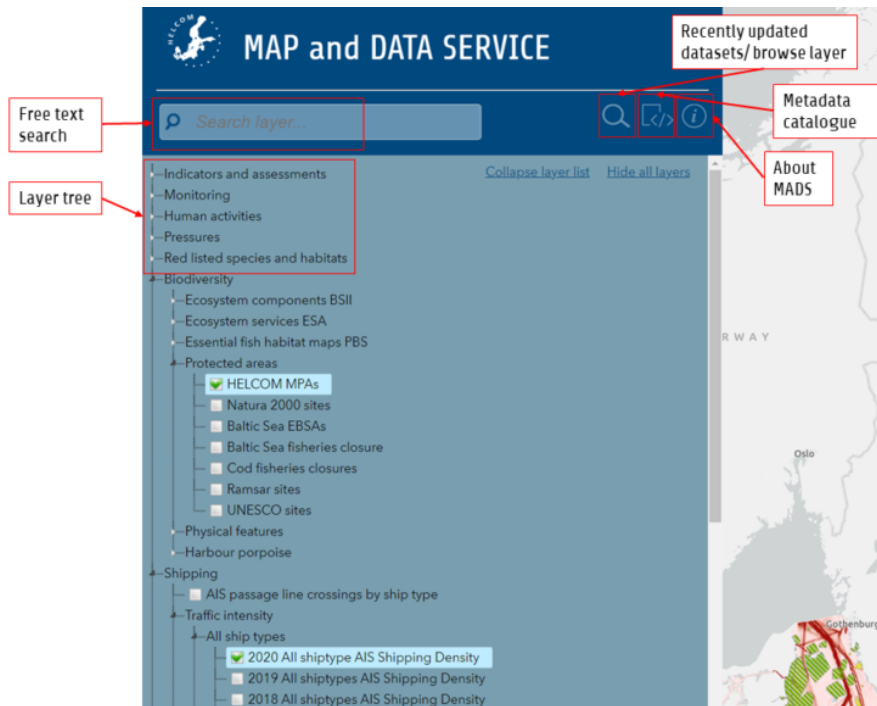 HELCOM
MAP and DATA SERVICE
Recently updated
datasets/ browse layer
Metadata
catalogue
About
MADS
Free text
search
Search layer...
Layer tree
Collapse layer list
Hide all layers
Indicators and assessments
Monitoring
Human activities
Pressures
Red listed species and habitats
Biodiversity
Ecosystem components BSII
Ecosystem services ESA
Essential fish habitat maps PBS
Protected areas
HELCOM MPAs
Natura 2000 sites
Baltic Sea EBSAs
Baltic Sea fisheries closure
Cod fisheries closures
Ramsar sites
UNESCO sites
Physical features
Harbour porpoise
Shipping
AIS passage line crossings by ship type
Traffic intensity
All ship types
2020 All shiptype AIS Shipping Density
2019 All shiptypes AIS Shipping Density
2018 All shiptypes AIS Shipping Density
RWAY
Oslo
Gothenburg